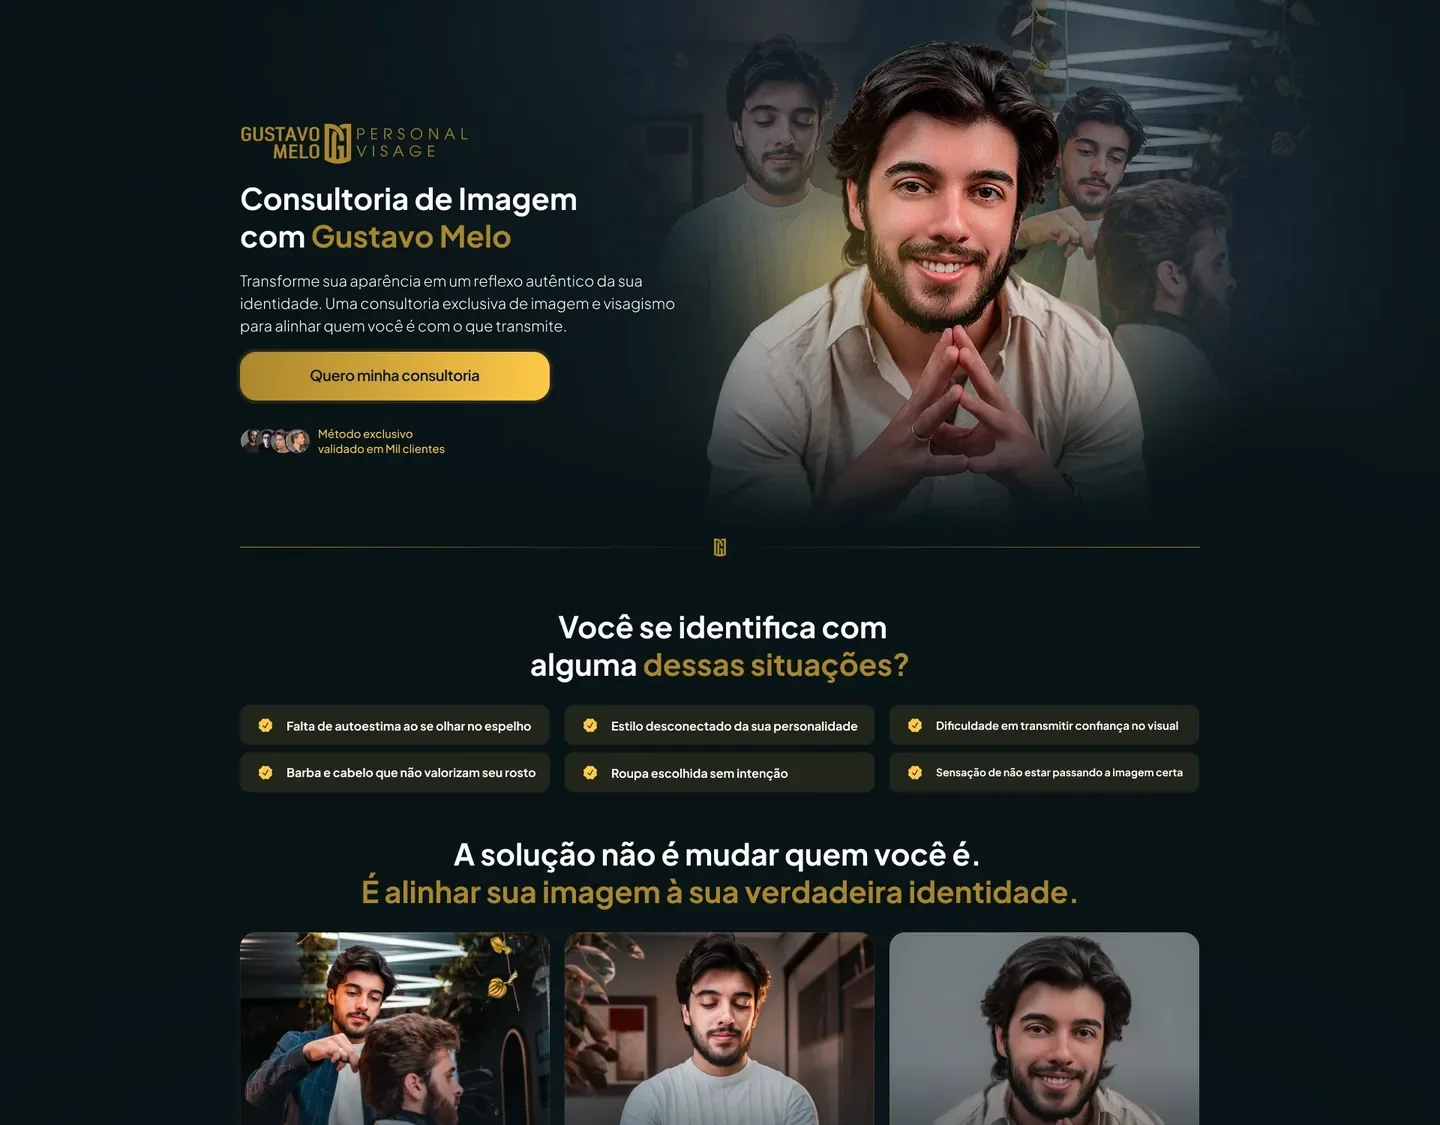 GUSTAVO MELO PERSONAL VISAGE
Consultoria de Imagem
com Gustavo Melo
Transforme sua aparência em um reflexo autêntico da sua
identidade. Uma consultoria exclusiva de imagem e visagismo
para alinhar quem você é com o que transmite.
Quero minha consultoria
Método exclusivo
validado em Mil clientes
Você se identifica com
alguma dessas situações?
Falta de autoestima ao se olhar no espelho
Estilo desconectado da sua personalidade
Dificuldade em transmitir confiança no visual
Barba e cabelo que não valorizam seu rosto
Roupa escolhida sem intenção
Sensação de não estar passando a imagem certa
A solução não é mudar quem você é.
É alinhar sua imagem à sua verdadeira identidade.